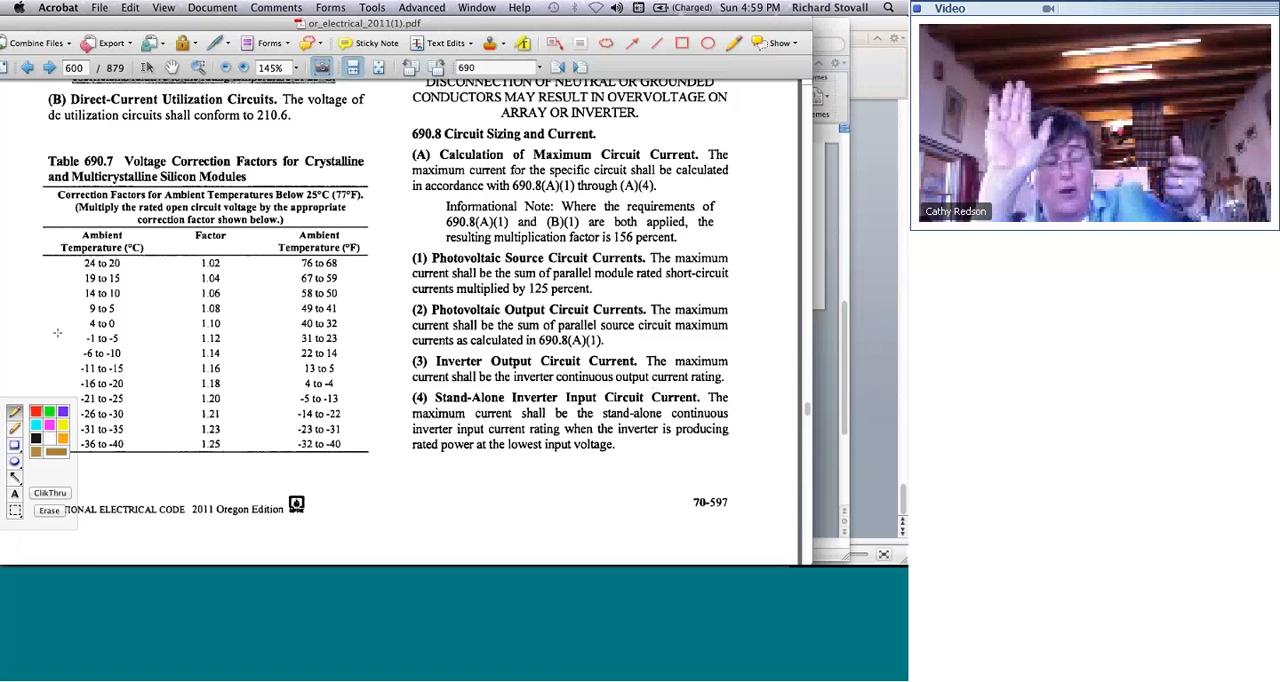 Acrobat File Edit View Document Comments Forms Tools Advanced Window Help (Charged) Sun 4:59 PM Richard Stovall
or_electrical_2011(1).pdf
Combine Files Export Forms Sticky Note Text Edits Show
600 / 879 145% 690
(B) Direct-Current Utilization Circuits. The voltage of
dc utilization circuits shall conform to 210.6.
Table 690.7 Voltage Correction Factors for Crystalline
and Multicrystalline Silicon Modules
Correction Factors for Ambient Temperatures Below 25°C (77°F).
(Multiply the rated open circuit voltage by the appropriate
correction factor shown below.)
Ambient Ambient
Temperature (°C) Factor Temperature (°F)
24 to 20 1.02 76 to 68
19 to 15 1.04 67 to 59
14 to 10 1.06 58 to 50
9 to 5 1.08 49 to 41
4 to 0 1.10 40 to 32
-1 to -5 1.12 31 to 23
-6 to -10 1.14 22 to 14
-11 to -15 1.16 13 to 5
-16 to -20 1.18 4 to -4
-21 to -25 1.20 -5 to -13
-26 to -30 1.21 -14 to -22
-31 to -35 1.23 -23 to -31
-36 to -40 1.25 -32 to -40
IONAL ELECTRICAL CODE 2011 Oregon Edition
DISCONNECTION OF NEUTRAL OR GROUNDED
CONDUCTORS MAY RESULT IN OVERVOLTAGE ON
ARRAY OR INVERTER.
690.8 Circuit Sizing and Current.
(A) Calculation of Maximum Circuit Current. The
maximum current for the specific circuit shall be calculated
in accordance with 690.8(A)(1) through (A)(4).
Informational Note: Where the requirements of
690.8(A)(1) and (B)(1) are both applied, the
resulting multiplication factor is 156 percent.
(1) Photovoltaic Source Circuit Currents. The maximum
current shall be the sum of parallel module rated short-circuit
currents multiplied by 125 percent.
(2) Photovoltaic Output Circuit Currents. The maximum
current shall be the sum of parallel source circuit maximum
currents as calculated in 690.8(A)(1).
(3) Inverter Output Circuit Current. The maximum
current shall be the inverter continuous output current rating.
(4) Stand-Alone Inverter Input Circuit Current. The
maximum current shall be the stand-alone continuous
inverter input current rating when the inverter is producing
rated power at the lowest input voltage.
70-597
A
ClikThru
Erase
Video
Cathy Redson